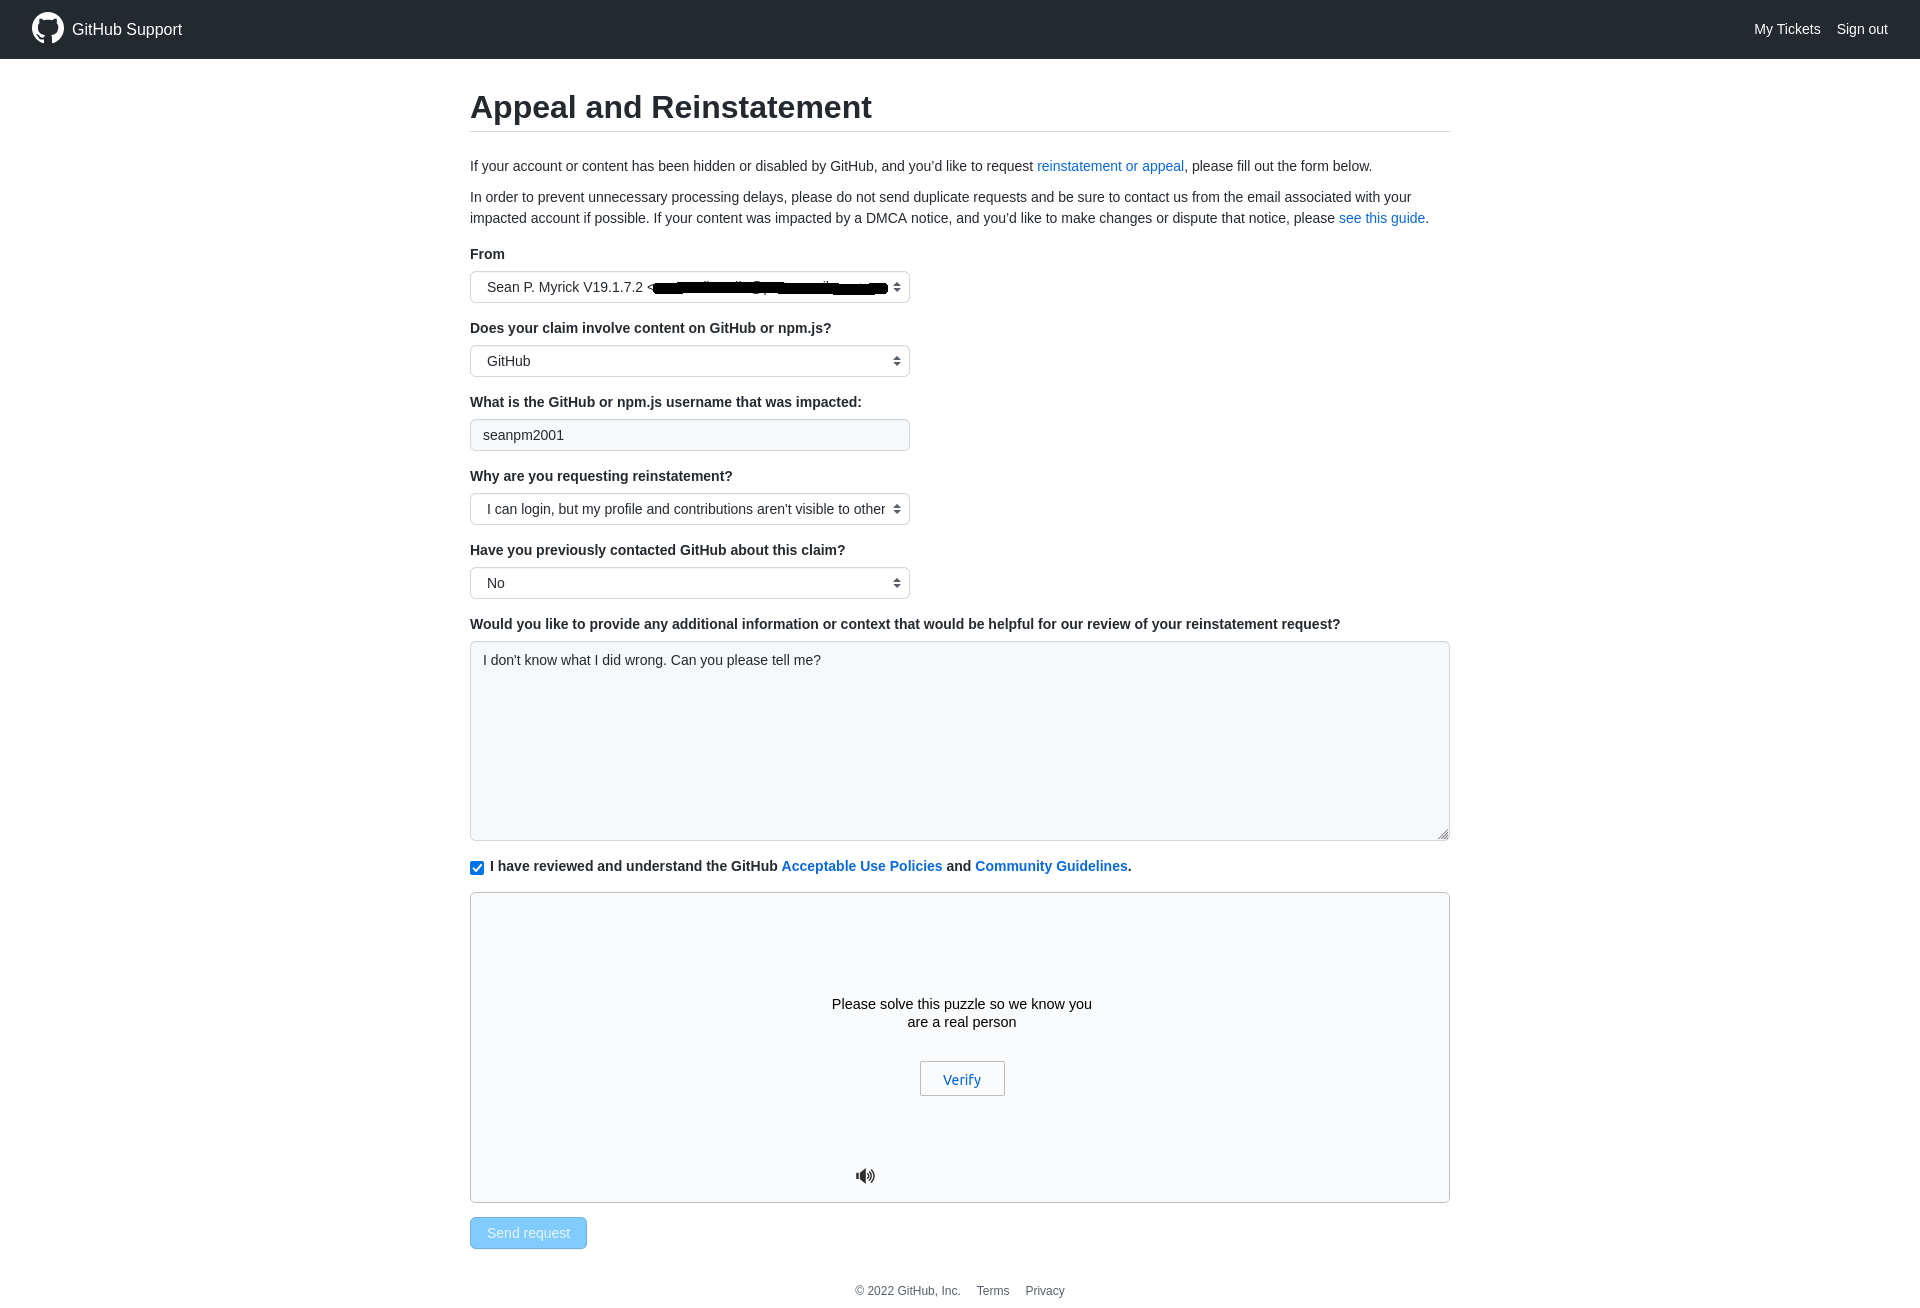 GitHub Support
My Tickets
Sign out
Appeal and Reinstatement
If your account or content has been hidden or disabled by GitHub, and you’d like to request reinstatement or appeal, please fill out the form below.
In order to prevent unnecessary processing delays, please do not send duplicate requests and be sure to contact us from the email associated with your
impacted account if possible. If your content was impacted by a DMCA notice, and you’d like to make changes or dispute that notice, please see this guide.
From
Sean P. Myrick V19.1.7.2 <
Does your claim involve content on GitHub or npm.js?
GitHub
What is the GitHub or npm.js username that was impacted:
seanpm2001
Why are you requesting reinstatement?
I can login, but my profile and contributions aren't visible to other
Have you previously contacted GitHub about this claim?
No
Would you like to provide any additional information or context that would be helpful for our review of your reinstatement request?
I don't know what I did wrong. Can you please tell me?
I have reviewed and understand the GitHub Acceptable Use Policies and Community Guidelines.
Please solve this puzzle so we know you
are a real person
Verify
Send request
© 2022 GitHub, Inc. Terms Privacy